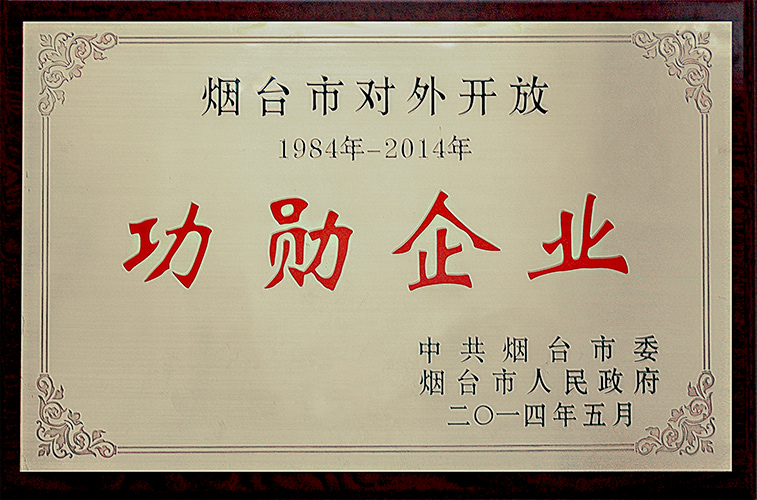 烟台市对外开放
1984年-2014年
功勋企业
中共烟台市委
烟台市人民政府
二〇一四年五月